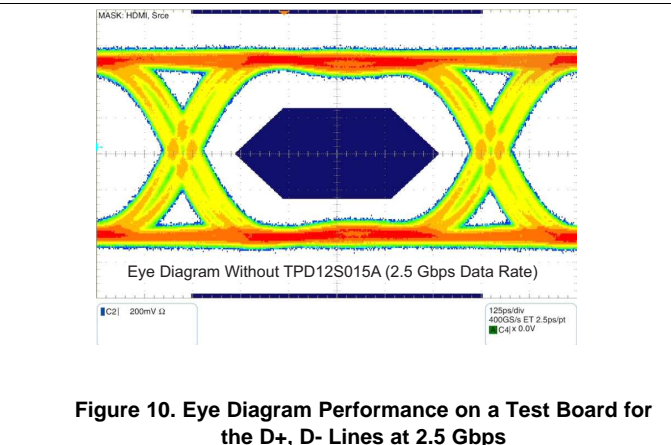 MASK: HDMI, Srce
Eye Diagram Without TPD12S015A (2.5 Gbps Data Rate)
C2| 200mV Ω
125ps/div
400GS/s ET 2.5ps/pt
A C4| x 0.0V
Figure 10. Eye Diagram Performance on a Test Board for
the D+, D- Lines at 2.5 Gbps